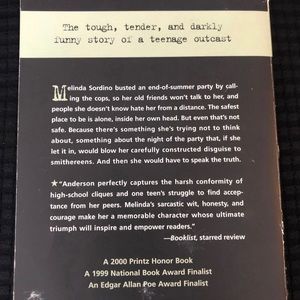 The tough, tender, and darkly
funny story of a teenage outcast
Melinda Sordino busted an end-of-summer party by call-
ing the cops, so her old friends won't talk to her, and
people she doesn't know hate her from a distance. The safest
place to be is alone, inside her own head. But even that's not
safe. Because there's something she's trying not to think
about, something about the night of the party that, if she
let it in, would blow her carefully constructed disguise to
smithereens. And then she would have to speak the truth.
★"Anderson perfectly captures the harsh conformity of
high-school cliques and one teen's struggle to find accep-
tance from her peers. Melinda's sarcastic wit, honesty, and
courage make her a memorable character whose ultimate
triumph will inspire and empower readers."
—Booklist, starred review
A 2000 Printz Honor Book
A 1999 National Book Award Finalist
An Edgar Allan Poe Award Finalist